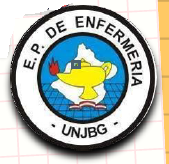 E.P. DE ENFERMERIA
- UNJBG -